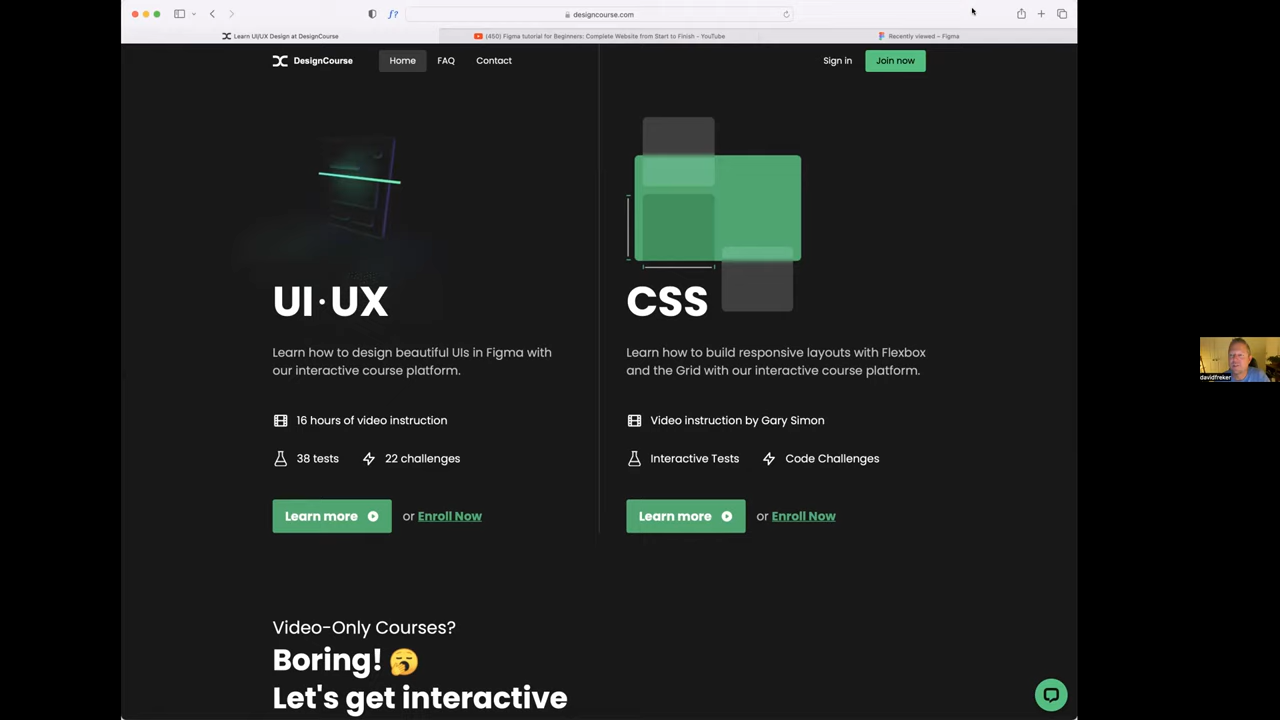 designcourse.com
Learn UI/UX Design at DesignCourse
(450) Figma tutorial for Beginners: Complete Website from Start to Finish - YouTube
Recently viewed – Figma
DesignCourse
Home
FAQ
Contact
Sign in
Join now
UI·UX
Learn how to design beautiful UIs in Figma with
our interactive course platform.
16 hours of video instruction
38 tests
22 challenges
Learn more
or Enroll Now
CSS
Learn how to build responsive layouts with Flexbox
and the Grid with our interactive course platform.
Video instruction by Gary Simon
Interactive Tests
Code Challenges
Learn more
or Enroll Now
davidfreker
Video-Only Courses?
Boring! 🥱
Let's get interactive